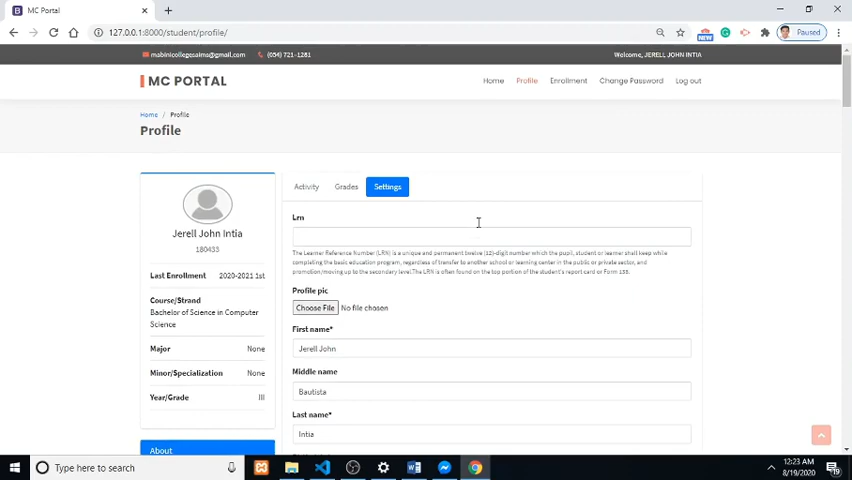 MC Portal
127.0.0.1:8000/student/profile/
NEW
Paused
mabinicollegesaims@gmail.com (054) 721-1281 Welcome, JERELL JOHN INTIA
MC PORTAL Home Profile Enrollment Change Password Log out
Home / Profile
Profile
Activity Grades Settings
Jerell John Intia
180435
Last Enrollment 2020-2021 1st
Course/Strand
Bachelor of Science in Computer
Science
Major None
Minor/Specialization None
Year/Grade III
About
Lrn
The Learner Reference Number (LRN) is a unique and permanent twelve (12)-digit number which the pupil, student or learner shall keep while
completing the basic education program, regardless of transfer to another school or learning center in the public or private sector, and
promotion/moving up to the secondary level.The LRN is often found on the top portion of the student's report card or Form 138.
Profile pic
Choose File No file chosen
First name*
Jerell John
Middle name
Bautista
Last name*
Intia
Type here to search
12:23 AM
8/19/2020
19